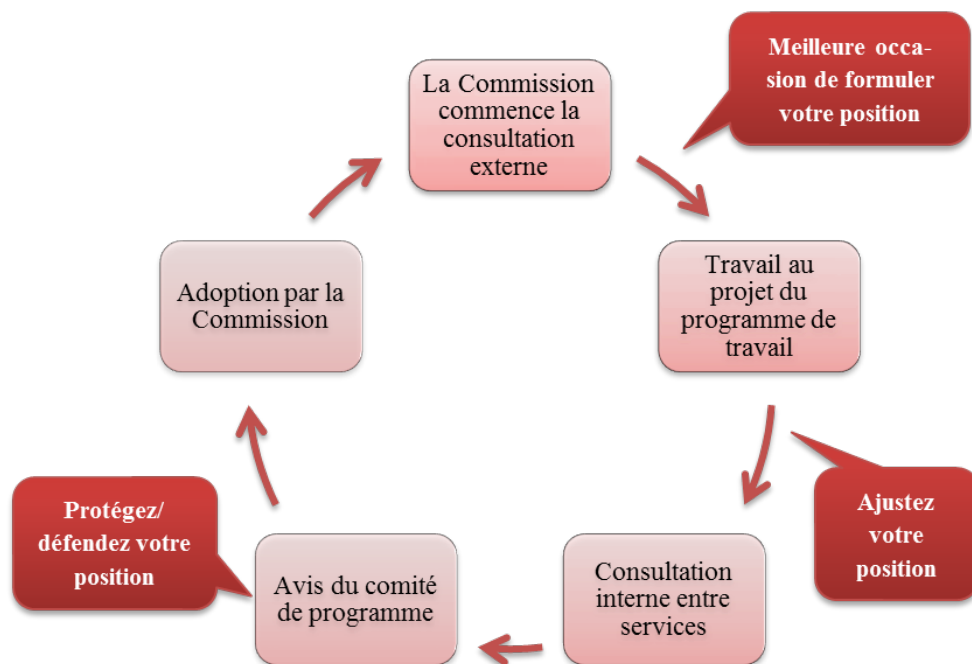 Meilleure occa-
sion de formuler
votre position
La Commission
commence la
consultation
externe
Travail au
projet du
programme de
travail
Adoption par la
Commission
Protégez/
défendez votre
position
Avis du comité
de programme
Consultation
interne entre
services
Ajustez
votre
position